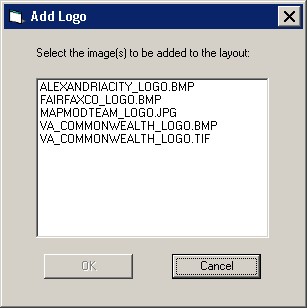 Add Logo
Select the image(s) to be added to the layout:
ALEXANDRIACITY_LOGO.BMP
FAIRFAXCO_LOGO.BMP
MAPMODTEAM_LOGO.JPG
VA_COMMONWEALTH_LOGO.BMP
VA_COMMONWEALTH_LOGO.TIF
OK Cancel